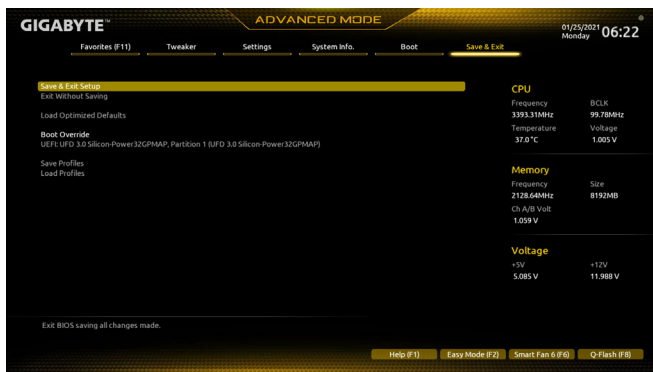 GIGABYTE™
ADVANCED MODE
01/25/2021
Monday
06:22
Favorites (F11) Tweaker Settings System Info. Boot Save & Exit
Save & Exit Setup
Exit Without Saving
Load Optimized Defaults
Boot Override
UEFI: UFD 3.0 Silicon-Power32GPMAP, Partition 1 (UFD 3.0 Silicon-Power32GPMAP)
Save Profiles
Load Profiles
CPU
Frequency BCLK
3393.31MHz 99.78MHz
Temperature Voltage
37.0 °C 1.005 V
Memory
Frequency Size
2128.64MHz 8192MB
Ch A/B Volt
1.059 V
Voltage
+5V +12V
5.085 V 11.988 V
Exit BIOS saving all changes made.
Help (F1) Easy Mode (F2) Smart Fan 6 (F6) Q-Flash (F8)